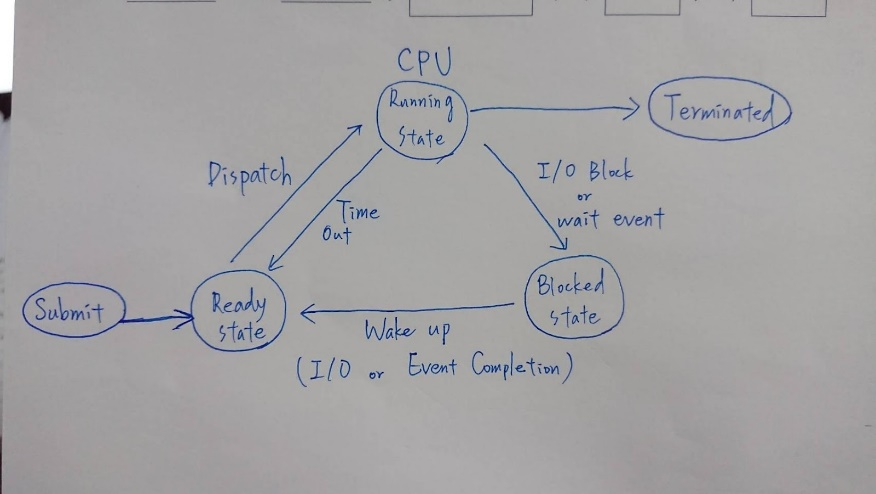 CPU
Running
state
Terminated
Dispatch
I/O Block
or
wait event
Time
Out
Submit
Ready
state
Blocked
state
Wake up
(I/O or Event Completion)